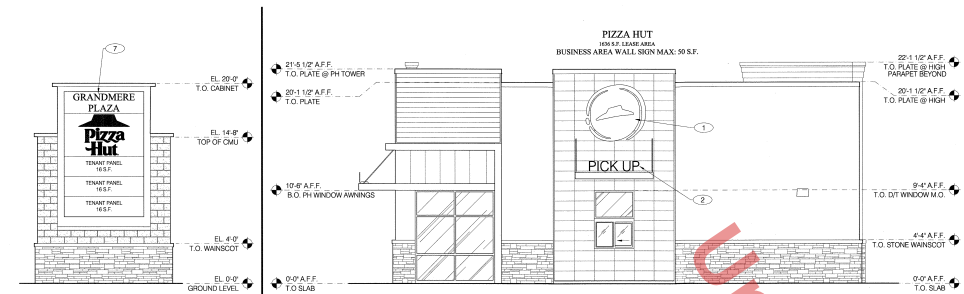 7
EL. 20'-0"
T.O. CABINET
GRANDMERE
PLAZA
Pizza
Hut
EL. 14'-8"
TOP OF CMU
TENANT PANEL
16 S.F.
TENANT PANEL
16 S.F.
TENANT PANEL
16 S.F.
EL. 4'-0"
T.O. WAINSCOT
EL. 0'-0"
GROUND LEVEL
PIZZA HUT
1636 S.F. LEASE AREA
BUSINESS AREA WALL SIGN MAX: 50 S.F.
21'-5 1/2" A.F.F.
T.O. PLATE @ PH TOWER
20'-1 1/2" A.F.F.
T.O. PLATE
10'-6" A.F.F.
B.O. PH WINDOW AWNINGS
0'-0" A.F.F.
T.O SLAB
1
PICK UP
2
22'-1 1/2" A.F.F.
T.O. PLATE @ HIGH
PARAPET BEYOND
20'-1 1/2" A.F.F.
T.O. PLATE @ HIGH
9'-4" A.F.F.
T.O. D/T WINDOW M.O.
4'-4" A.F.F.
T.O. STONE WAINSCOT
0'-0" A.F.F.
T.O. SLAB